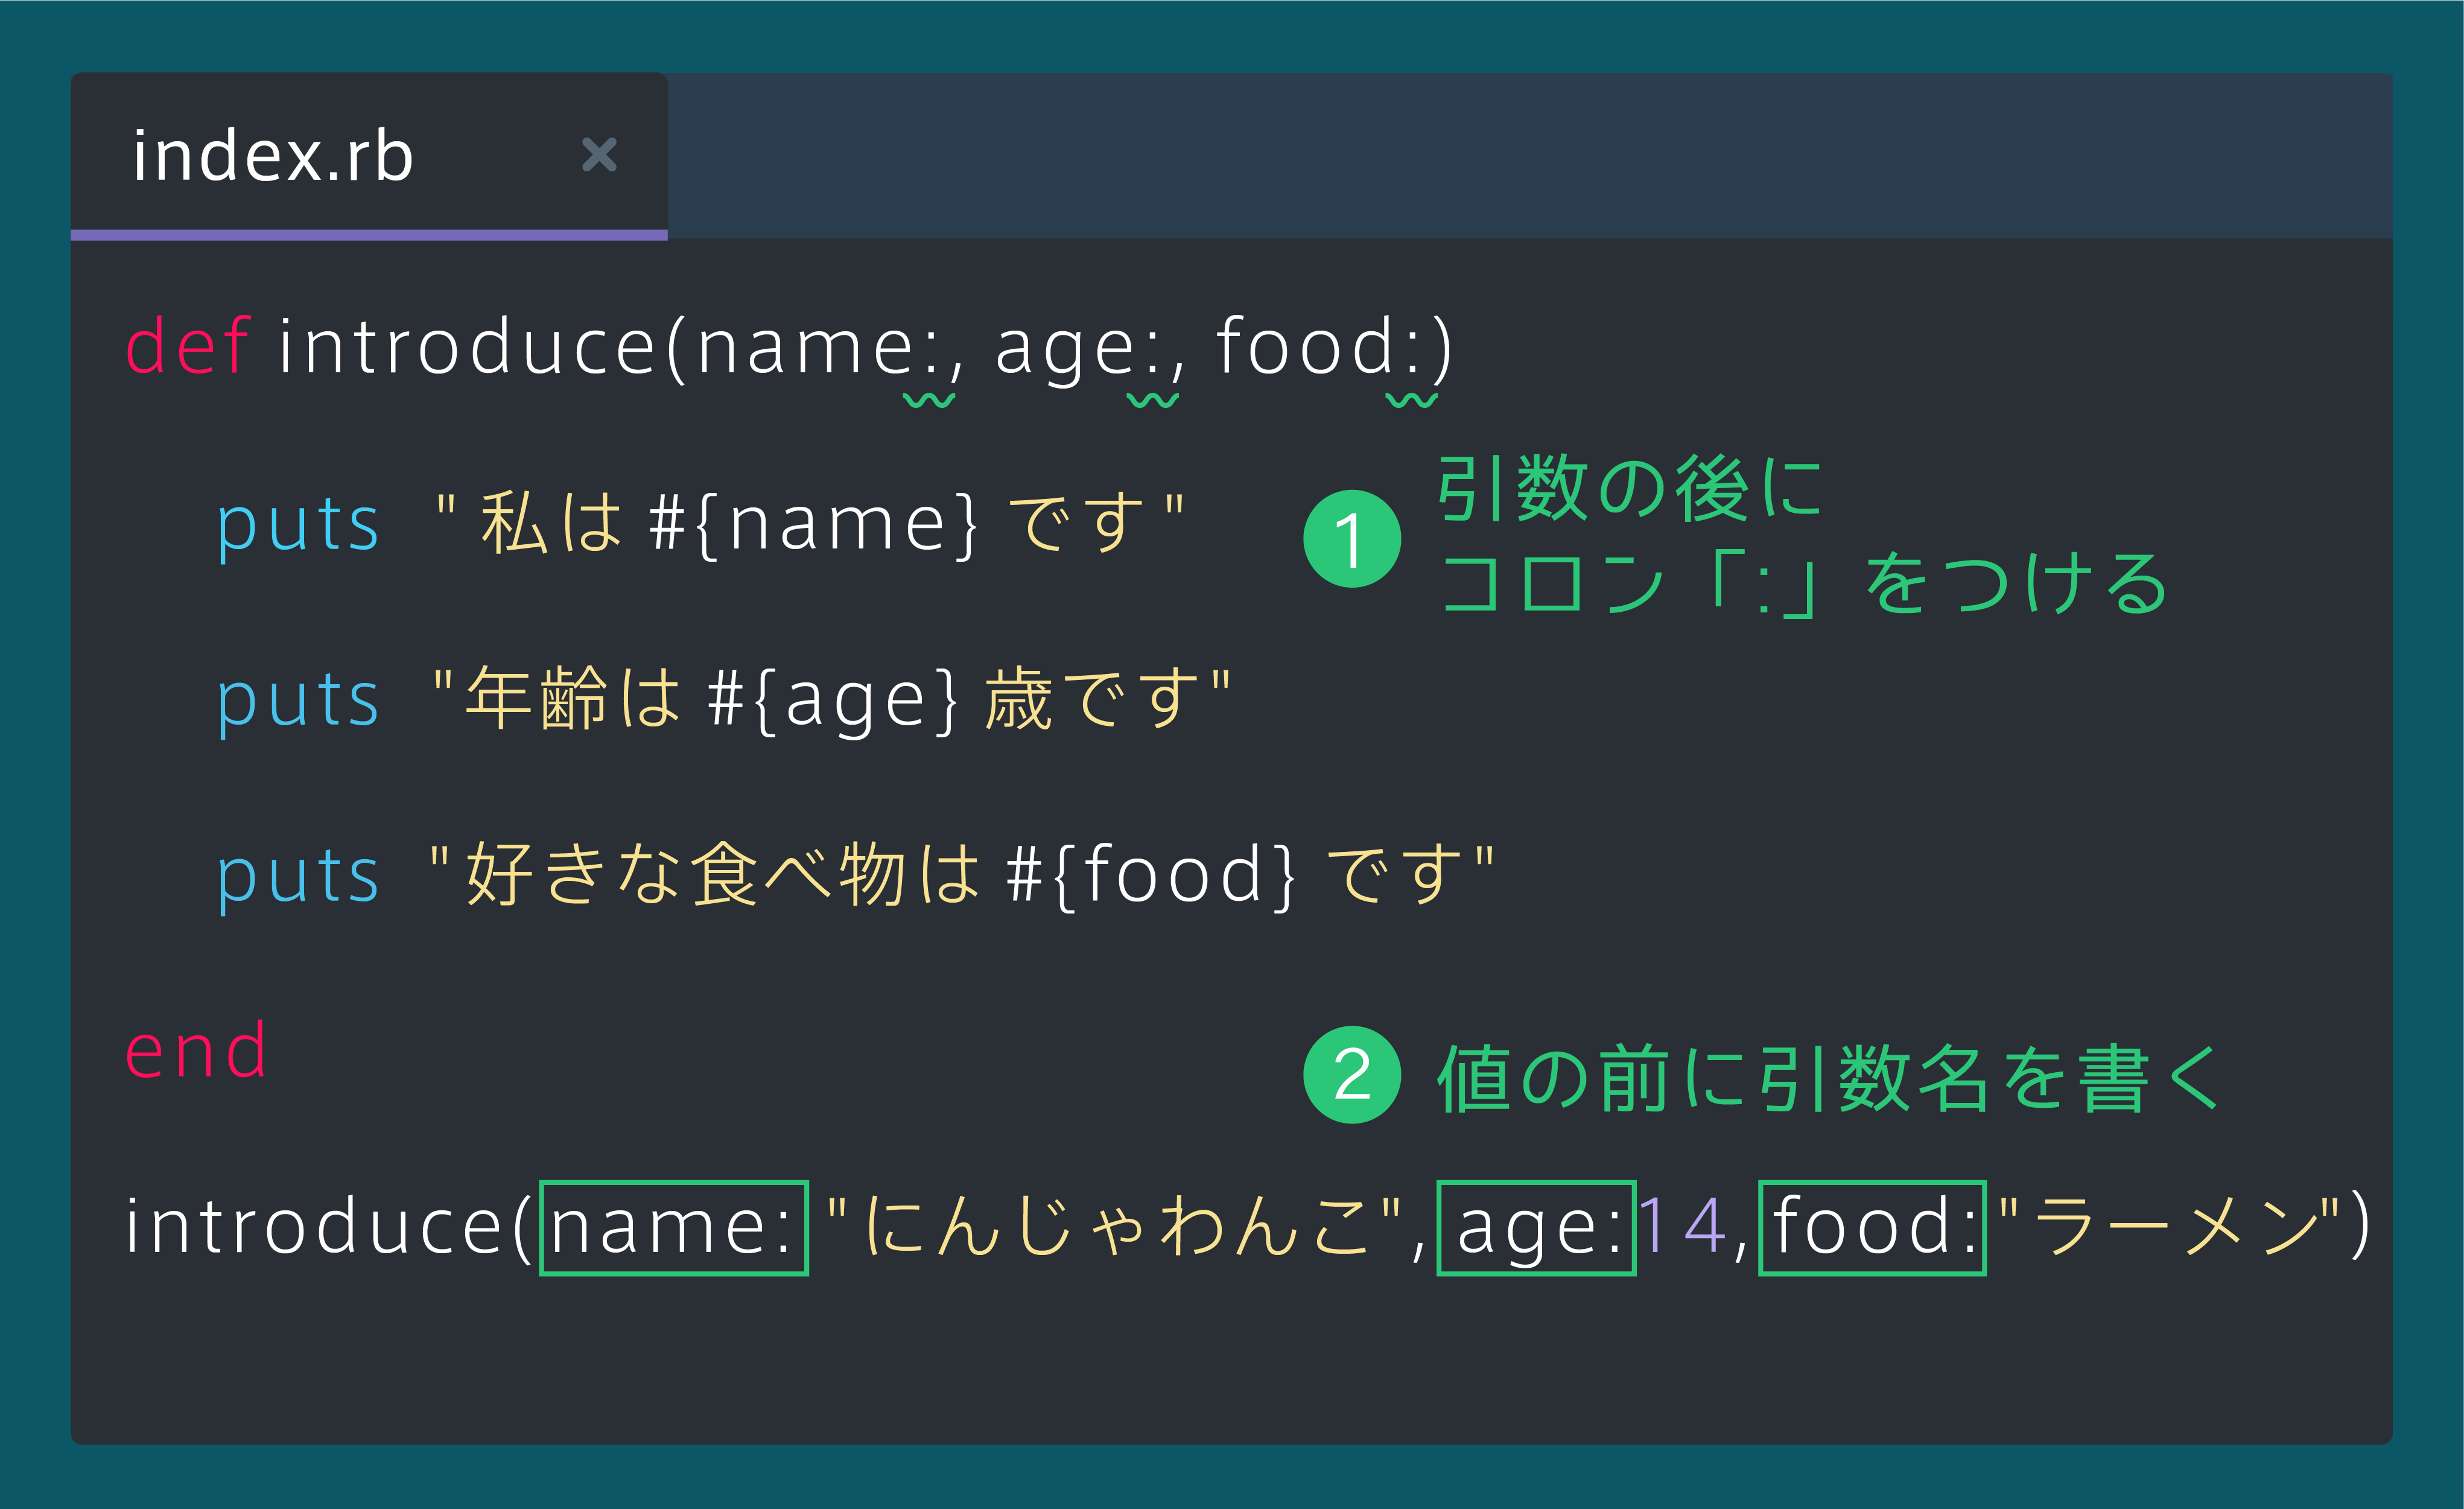 index.rb
def introduce(name:, age:, food:)
puts "私は #{name} です"
① 引数の後に
コロン「:」をつける
puts "年齢は #{age} 歳です"
puts "好きな食べ物は #{food} です"
end
② 値の前に引数名を書く
introduce(name: "にんじゃわんこ", age:14, food:"ラーメン")